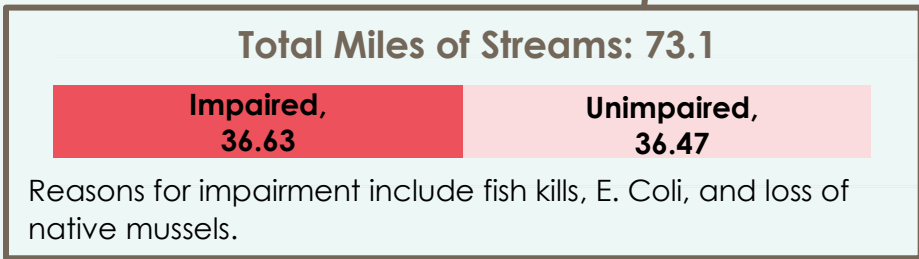 Total Miles of Streams: 73.1
Impaired,
36.63
Unimpaired,
36.47
Reasons for impairment include fish kills, E. Coli, and loss of
native mussels.